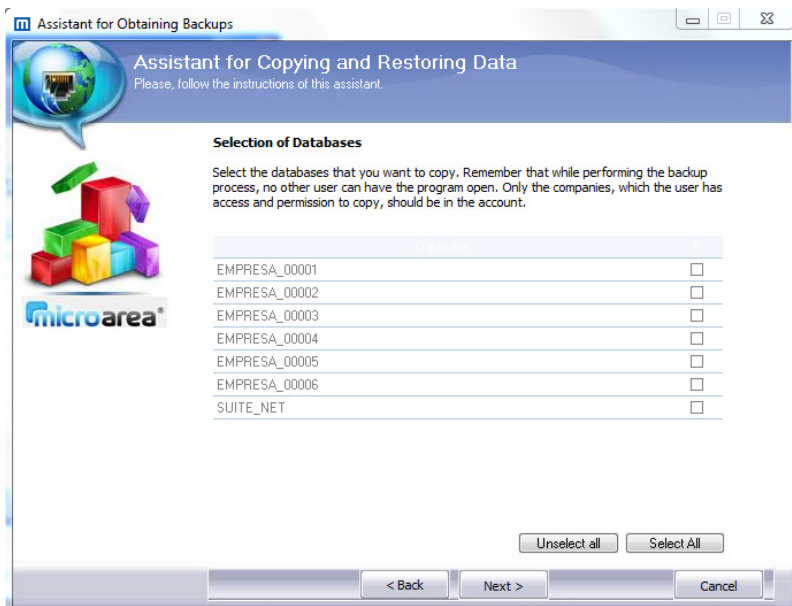 Assistant for Obtaining Backups
Assistant for Copying and Restoring Data
Please, follow the instructions of this assistant.
Selection of Databases
Select the databases that you want to copy. Remember that while performing the backup
process, no other user can have the program open. Only the companies, which the user has
access and permission to copy, should be in the account.
Database
EMPRESA_00001
EMPRESA_00002
EMPRESA_00003
EMPRESA_00004
EMPRESA_00005
EMPRESA_00006
SUITE_NET
microarea®
Unselect all Select All
< Back Next > Cancel